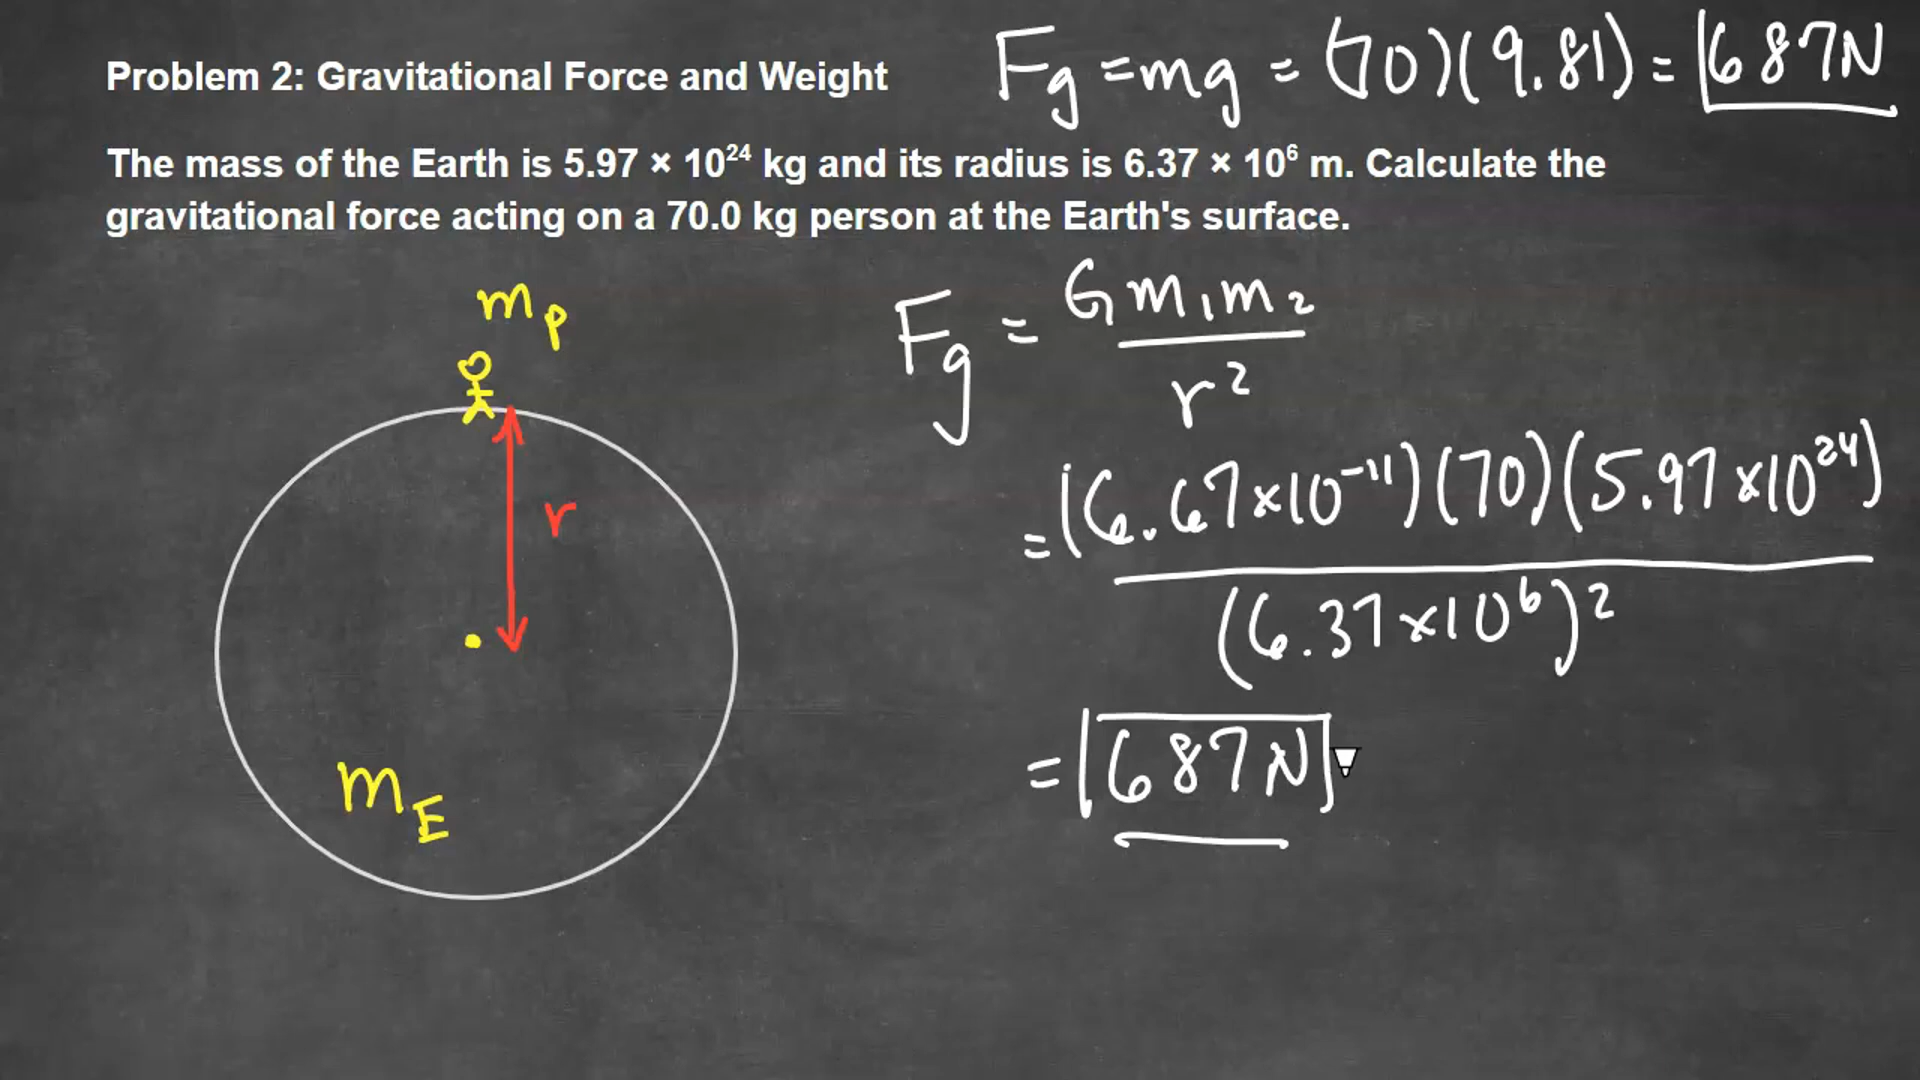 Problem 2: Gravitational Force and Weight
Fg = mg = (70)(9.81) = 687N
The mass of the Earth is 5.97 × 10²⁴ kg and its radius is 6.37 × 10⁶ m. Calculate the
gravitational force acting on a 70.0 kg person at the Earth's surface.
mp
r
mE
Fg = G m1 m2
r²
= (6.67×10⁻¹¹)(70)(5.97×10²⁴)
(6.37×10⁶)²
= 687 N